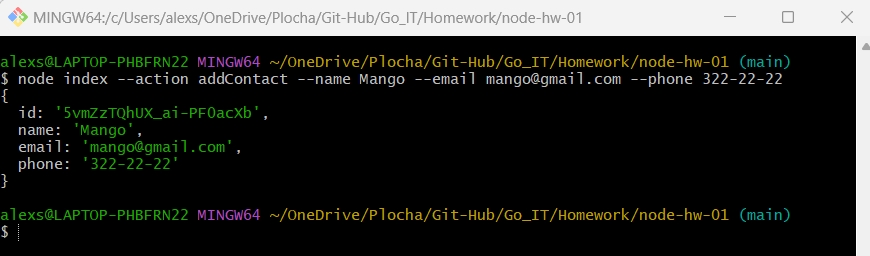 MINGW64:/c/Users/alexs/OneDrive/Plocha/Git-Hub/Go_IT/Homework/node-hw-01
alexs@LAPTOP-PHBFRN22 MINGW64 ~/OneDrive/Plocha/Git-Hub/Go_IT/Homework/node-hw-01 (main)
$ node index --action addContact --name Mango --email mango@gmail.com --phone 322-22-22
{
  id: '5vmZzTQhUX_ai-PF0acXb',
  name: 'Mango',
  email: 'mango@gmail.com',
  phone: '322-22-22'
}
alexs@LAPTOP-PHBFRN22 MINGW64 ~/OneDrive/Plocha/Git-Hub/Go_IT/Homework/node-hw-01 (main)
$